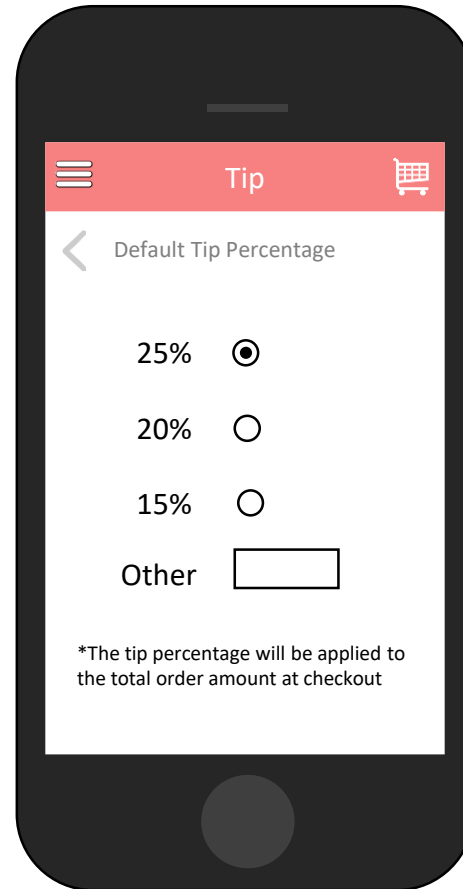 Tip
Default Tip Percentage
25%
20%
15%
Other
*The tip percentage will be applied to
the total order amount at checkout